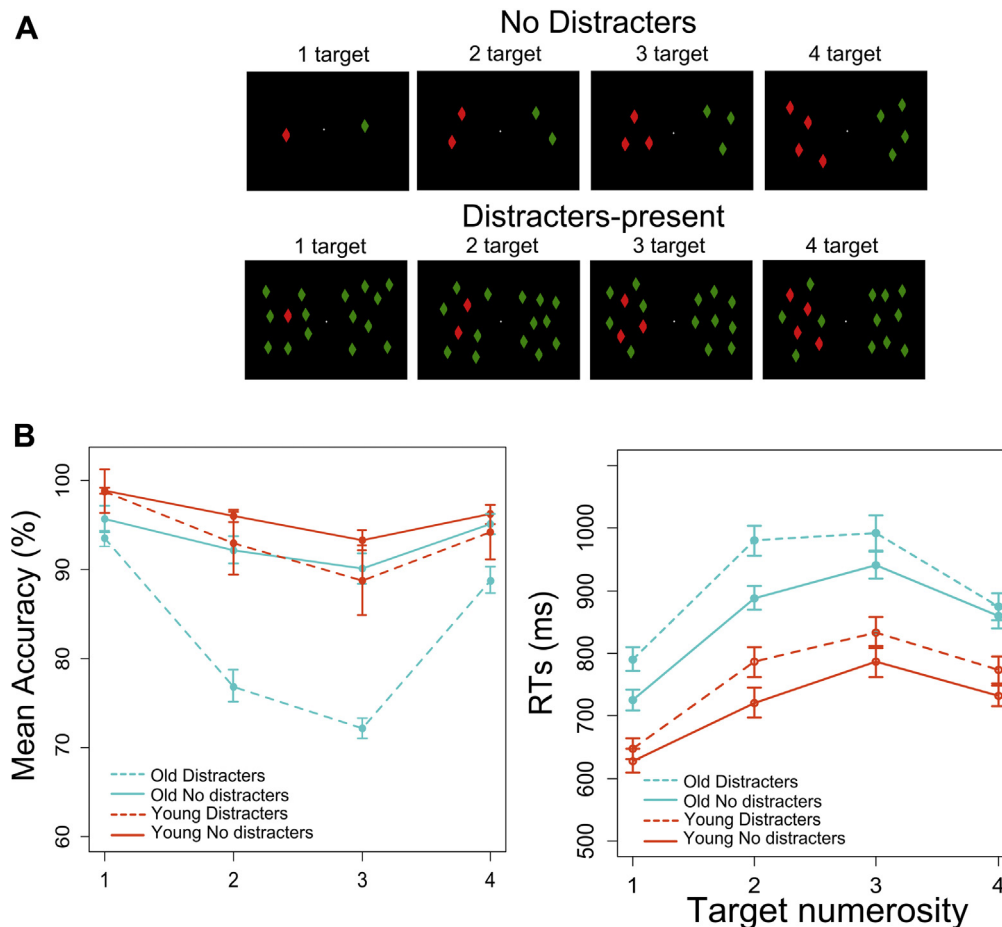 A
No Distracters
1 target 2 target 3 target 4 target
Distracters-present
1 target 2 target 3 target 4 target
B
Mean Accuracy (%)
100
90
80
70
60
Old Distracters
Old No distracters
Young Distracters
Young No distracters
1 2 3 4
RTs (ms)
1000
900
800
700
600
500
Old Distracters
Old No distracters
Young Distracters
Young No distracters
1 2 3 4
Target numerosity